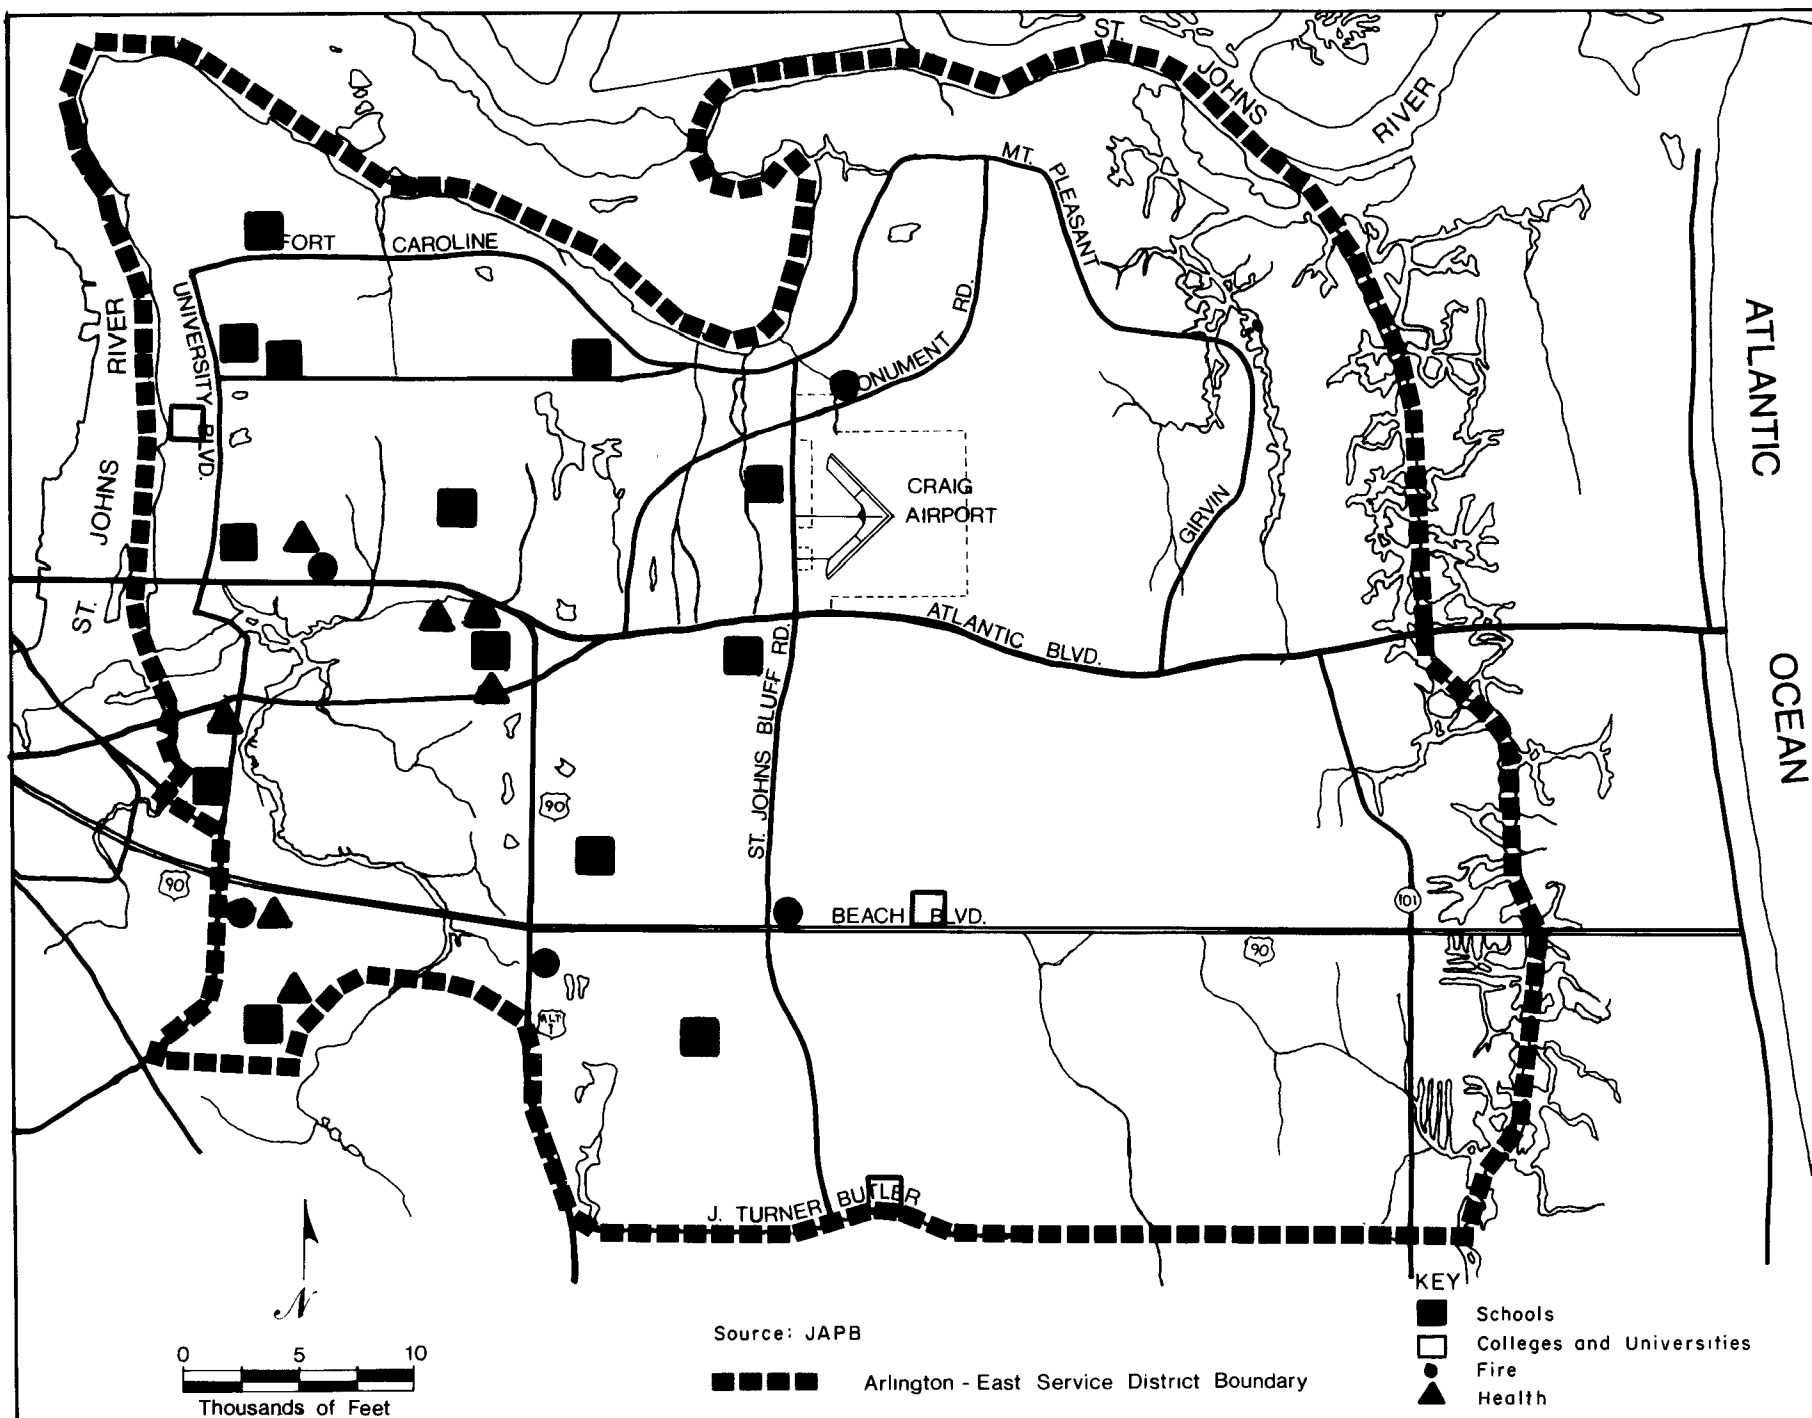 ST.
JOHNS
RIVER
MT.
PLEASANT
FORT CAROLINE
UNIVERSITY
BLVD.
RIVER
JOHNS
ST.
MONUMENT
RD.
ATLANTIC
OCEAN
CRAIG
AIRPORT
GIRVIN
ATLANTIC BLVD.
ST. JOHNS BLUFF RD.
90
90
BEACH BLVD.
101
90
ALT
1
J. TURNER BUTLER
N
0 5 10
Thousands of Feet
Source: JAPB
Arlington - East Service District Boundary
KEY
Schools
Colleges and Universities
Fire
Health